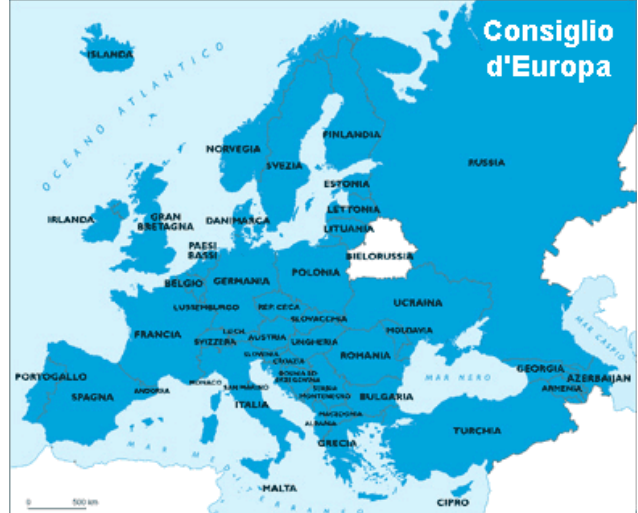 Consiglio
d'Europa
ISLANDA
OCEANO ATLANTICO
NORVEGIA
SVEZIA
FINLANDIA
RUSSIA
ESTONIA
LETTONIA
LITUANIA
IRLANDA
GRAN
BRETAGNA
DANIMARCA
PAESI
BASSI
BIELORUSSIA
BELGIO
GERMANIA
POLONIA
LUSSEMBURGO
REP. CECA
UCRAINA
SLOVACCHIA
FRANCIA
LIECH.
SVIZZERA
AUSTRIA
UNGHERIA
MOLDAVIA
SLOVENIA
CROAZIA
ROMANIA
BOSNIA ED
ERZEGOVINA
MAR CASPIO
PORTOGALLO
SPAGNA
ANDORRA
MONACO
SAN MARINO
ITALIA
SERBIA
MONTENEGRO
BULGARIA
MAR NERO
GEORGIA
ARMENIA
AZERBAIJAN
MACEDONIA
ALBANIA
GRECIA
TURCHIA
MAR MEDITERRANEO
MALTA
CIPRO
0 500 km